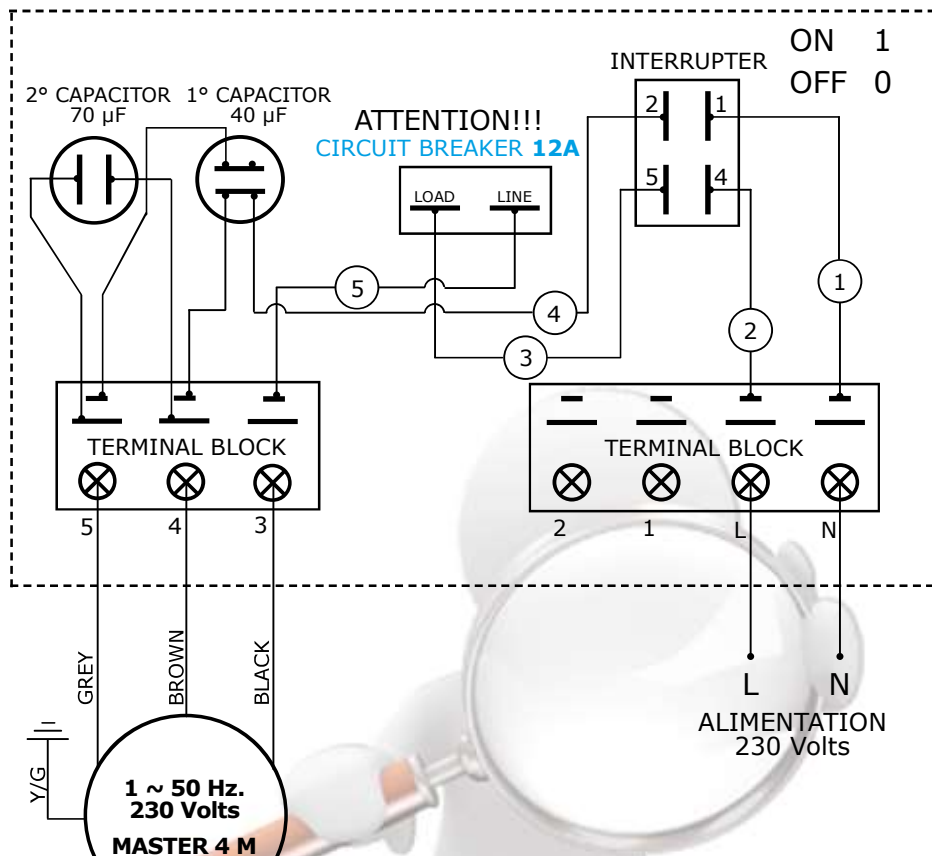 ON 1
OFF 0
INTERRUPTER
2 1
5 4
2° CAPACITOR
70 µF
1° CAPACITOR
40 µF
ATTENTION!!!
CIRCUIT BREAKER 12A
LOAD LINE
5
4
3
2
1
TERMINAL BLOCK
5 4 3
TERMINAL BLOCK
2 1 L N
GREY
BROWN
BLACK
Y/G
L N
ALIMENTATION
230 Volts
1 ~ 50 Hz.
230 Volts
MASTER 4 M